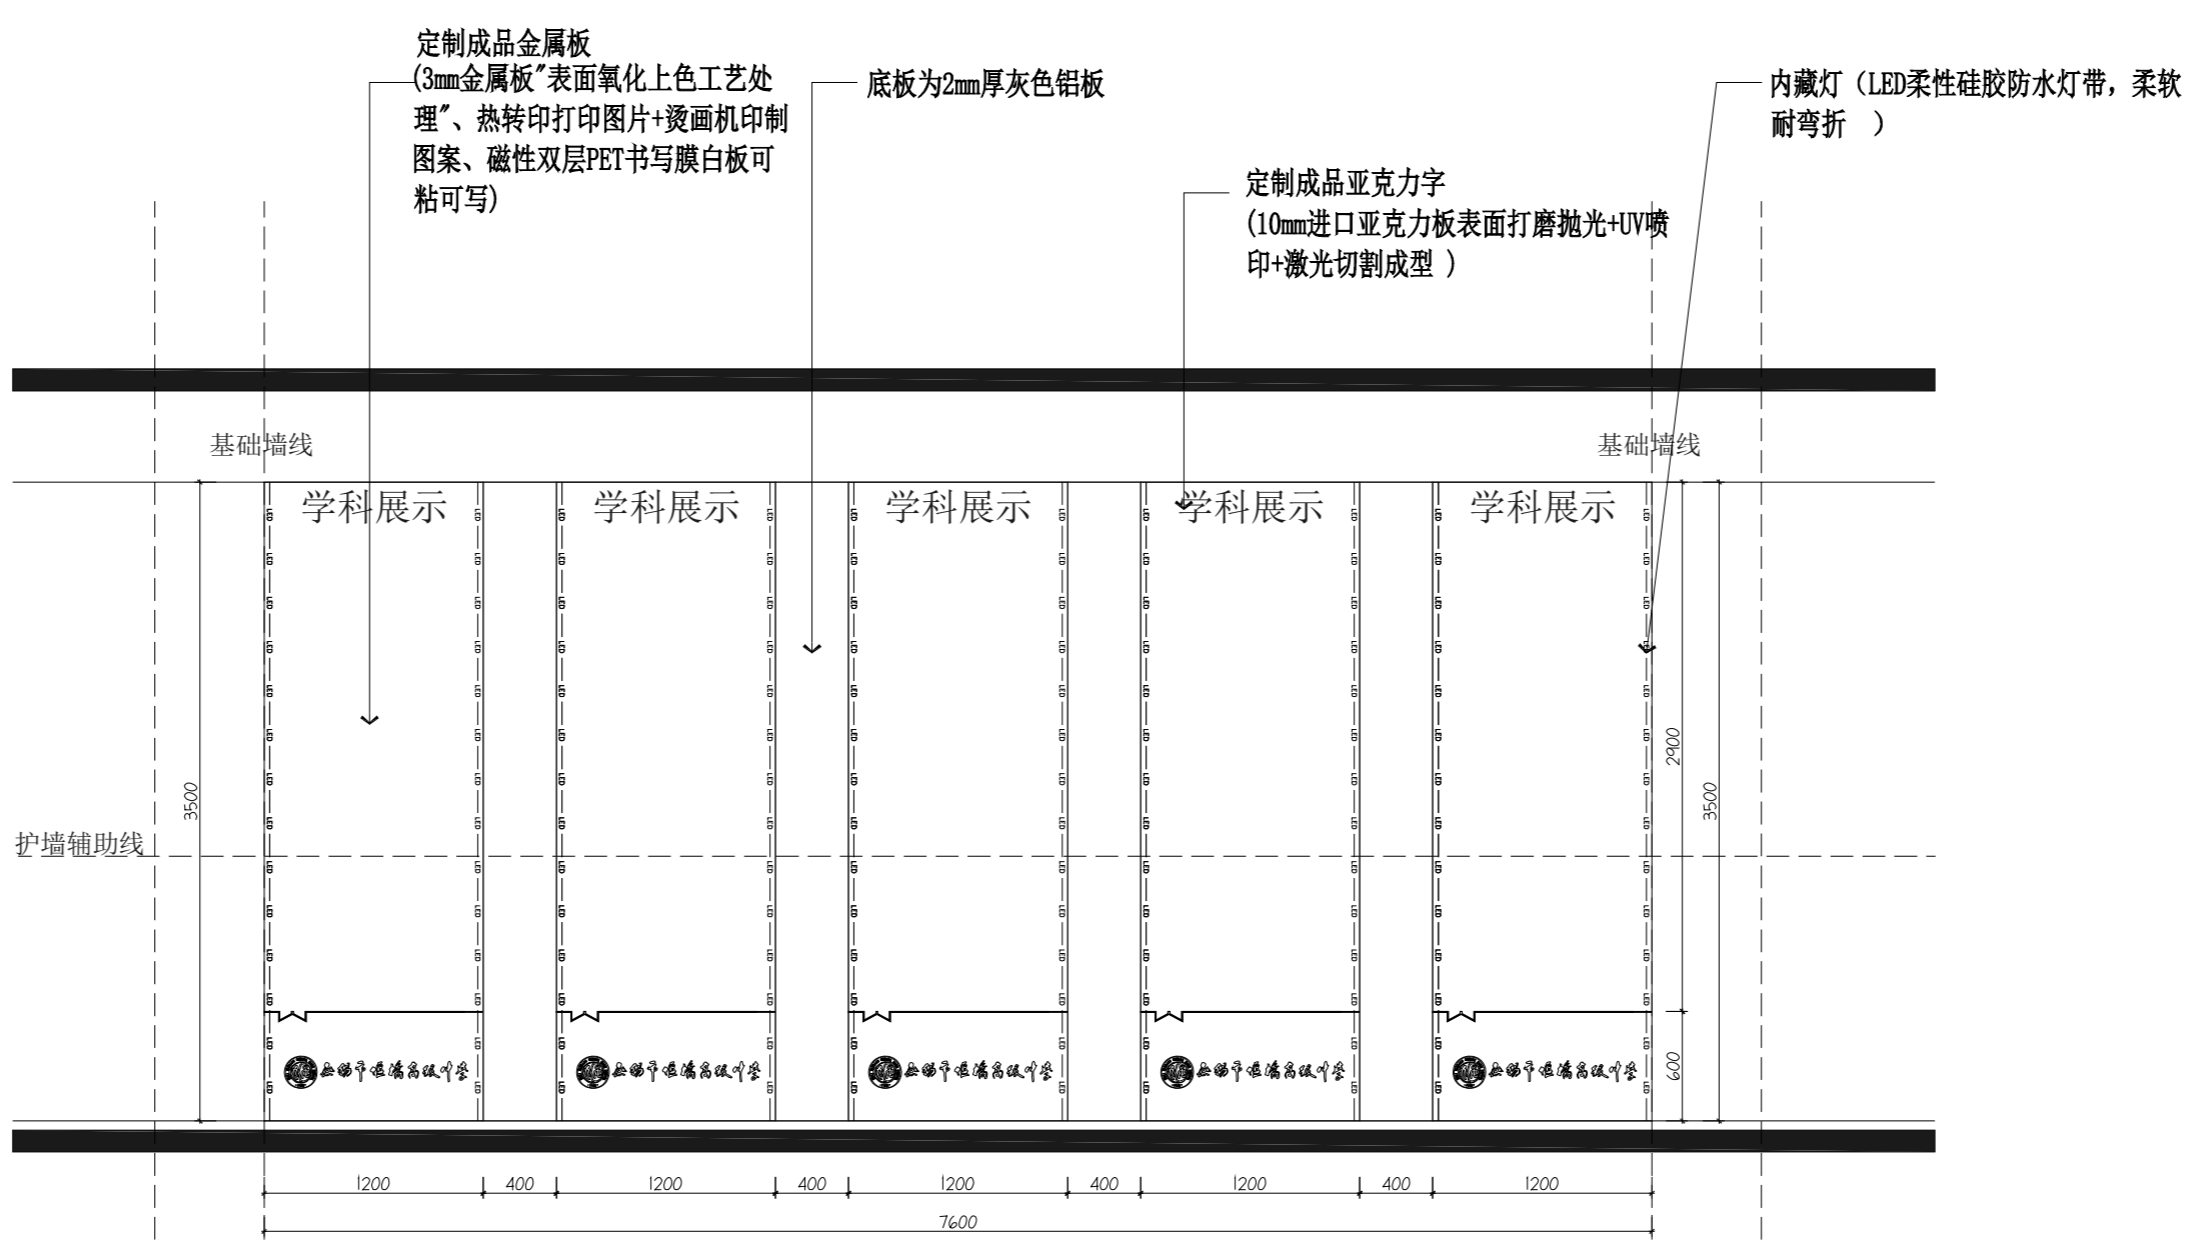 定制成品金属板
(3mm金属板"表面氧化上色工艺处
理"、热转印打印图片+烫画机印制
图案、磁性双层PET书写膜白板可
粘可写)
底板为2mm厚灰色铝板
定制成品亚克力字
(10mm进口亚克力板表面打磨抛光+UV喷
印+激光切割成型 )
内藏灯（LED柔性硅胶防水灯带，柔软
耐弯折 ）
基础墙线
基础墙线
学科展示
学科展示
学科展示
学科展示
学科展示
护墙辅助线
3500
2900
3500
600
1200
400
1200
400
1200
400
1200
400
1200
7600